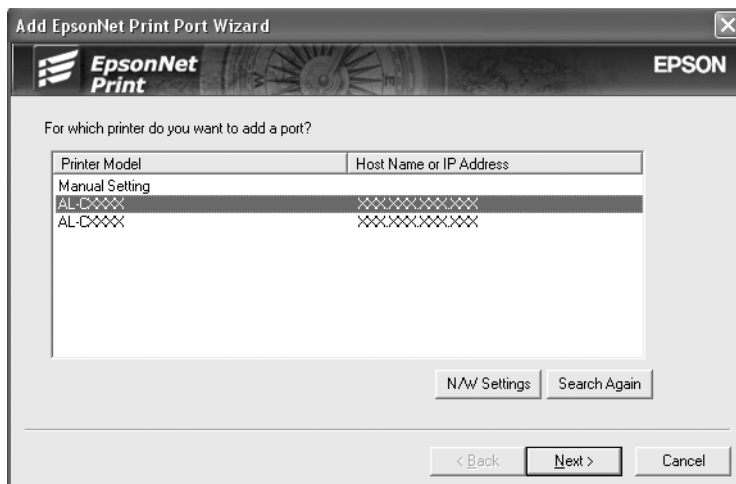 Add EpsonNet Print Port Wizard
EpsonNet
Print
EPSON
For which printer do you want to add a port?
Printer Model Host Name or IP Address
Manual Setting
AL-CXXXX XXX.XXX.XXX.XXX
AL-CXXXX XXX.XXX.XXX.XXX
N/W Settings Search Again
< Back Next > Cancel